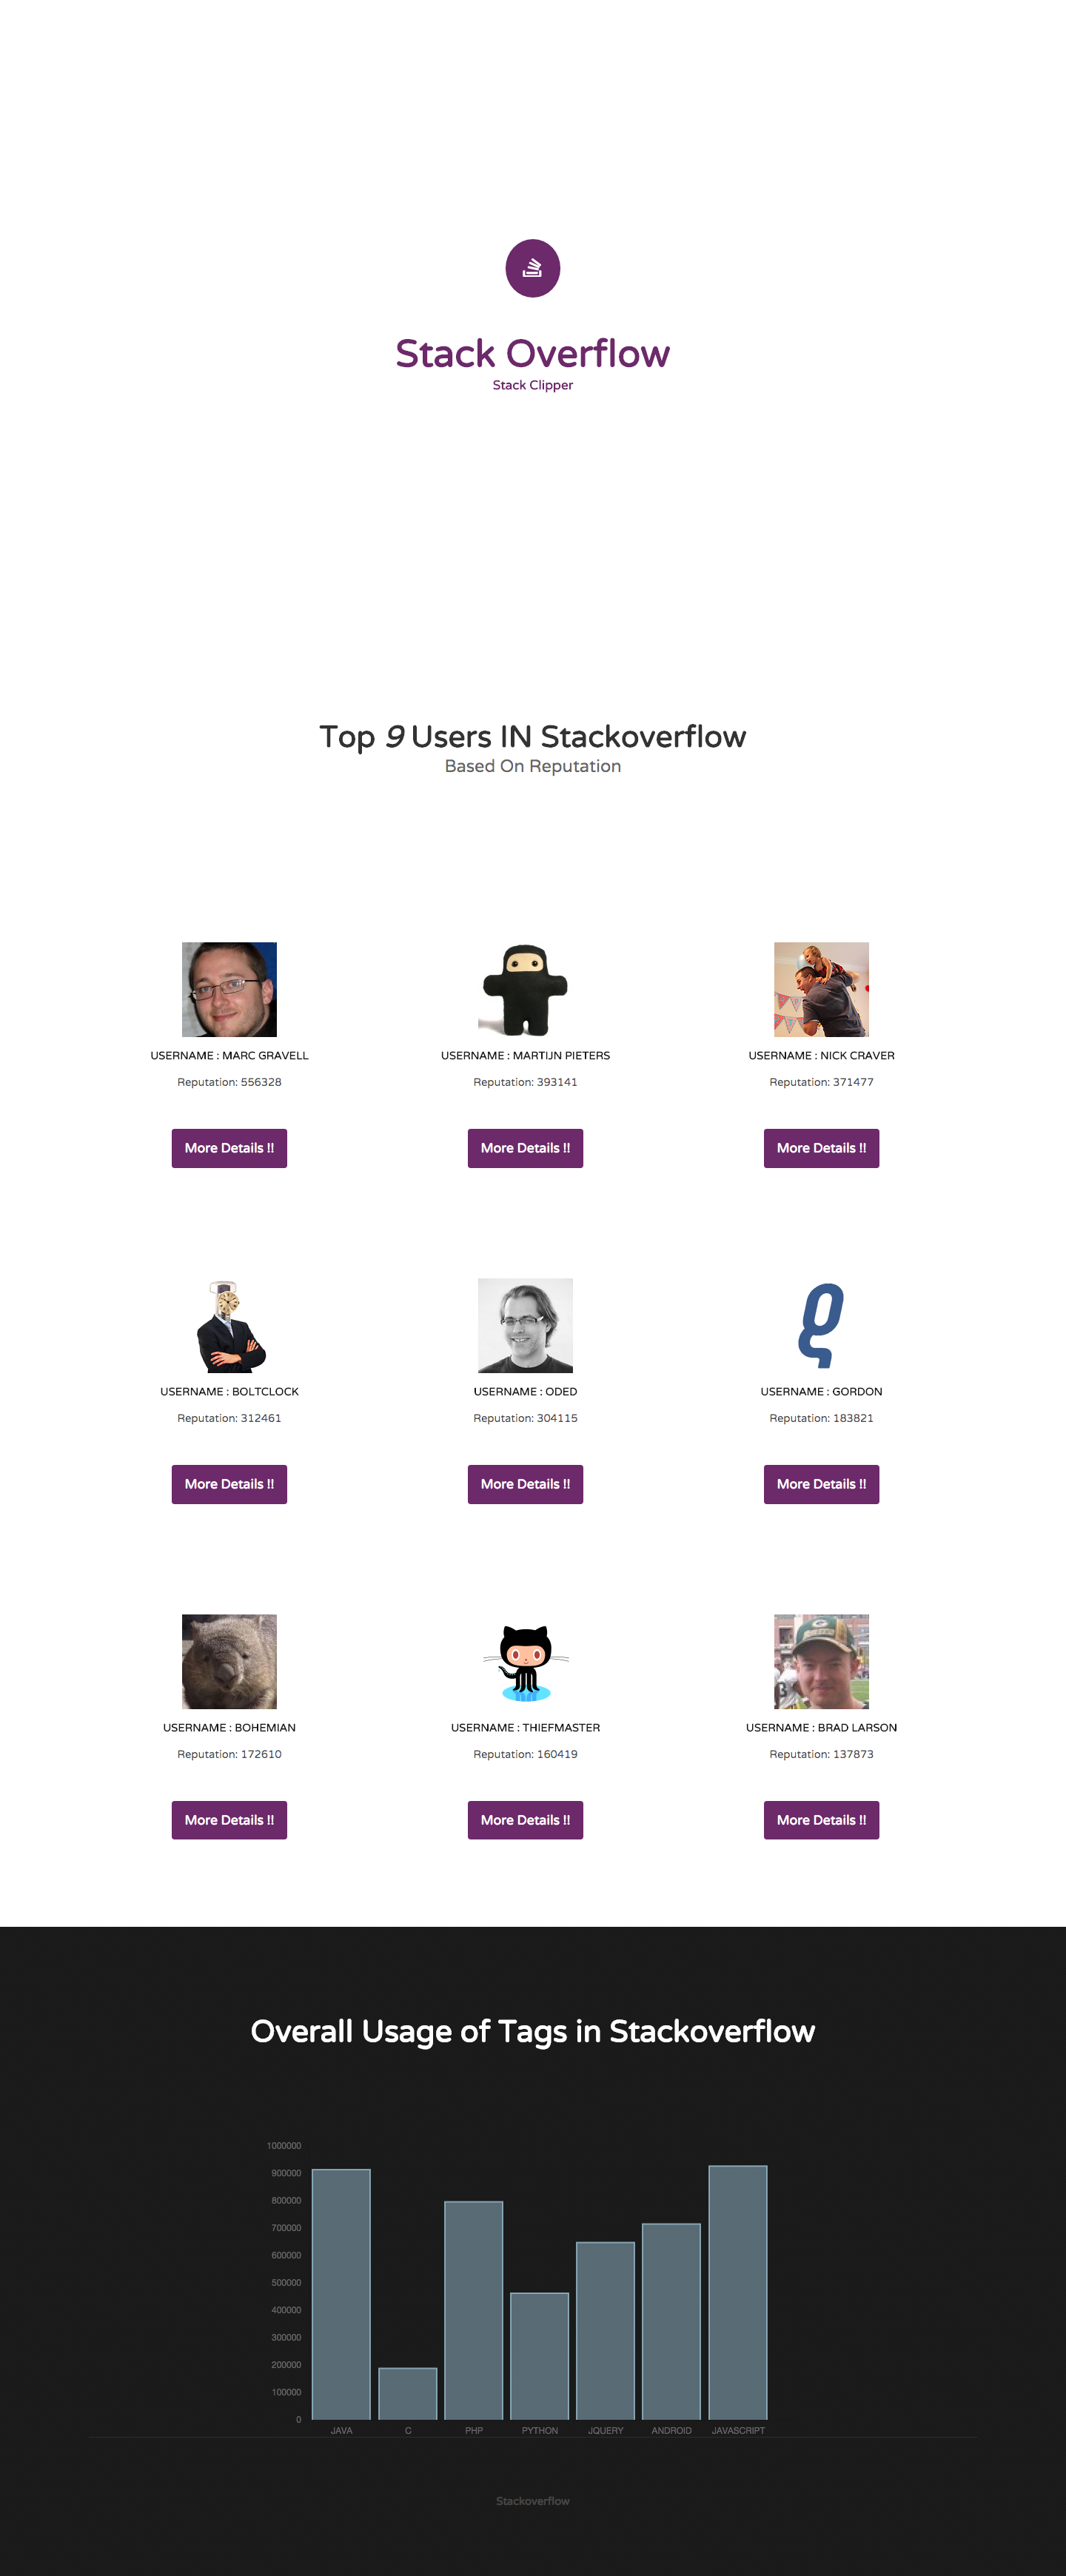 Stack Overflow
Stack Clipper
Top 9 Users IN Stackoverflow
Based On Reputation
USERNAME : MARC GRAVELL
Reputation: 556328
More Details !!
USERNAME : MARTIJN PIETERS
Reputation: 393141
More Details !!
USERNAME : NICK CRAVER
Reputation: 371477
More Details !!
USERNAME : BOLTCLOCK
Reputation: 312461
More Details !!
USERNAME : ODED
Reputation: 304115
More Details !!
USERNAME : GORDON
Reputation: 183821
More Details !!
USERNAME : BOHEMIAN
Reputation: 172610
More Details !!
USERNAME : THIEFMASTER
Reputation: 160419
More Details !!
USERNAME : BRAD LARSON
Reputation: 137873
More Details !!
Overall Usage of Tags in Stackoverflow
1000000
900000
800000
700000
600000
500000
400000
300000
200000
100000
0
JAVA C PHP PYTHON JQUERY ANDROID JAVASCRIPT
Stackoverflow